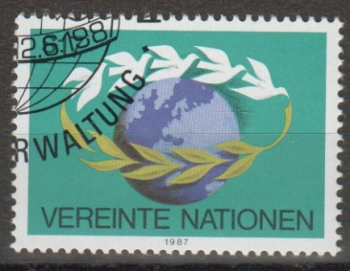 2.6.198
RWALTUNG
VEREINTE NATIONEN
1987